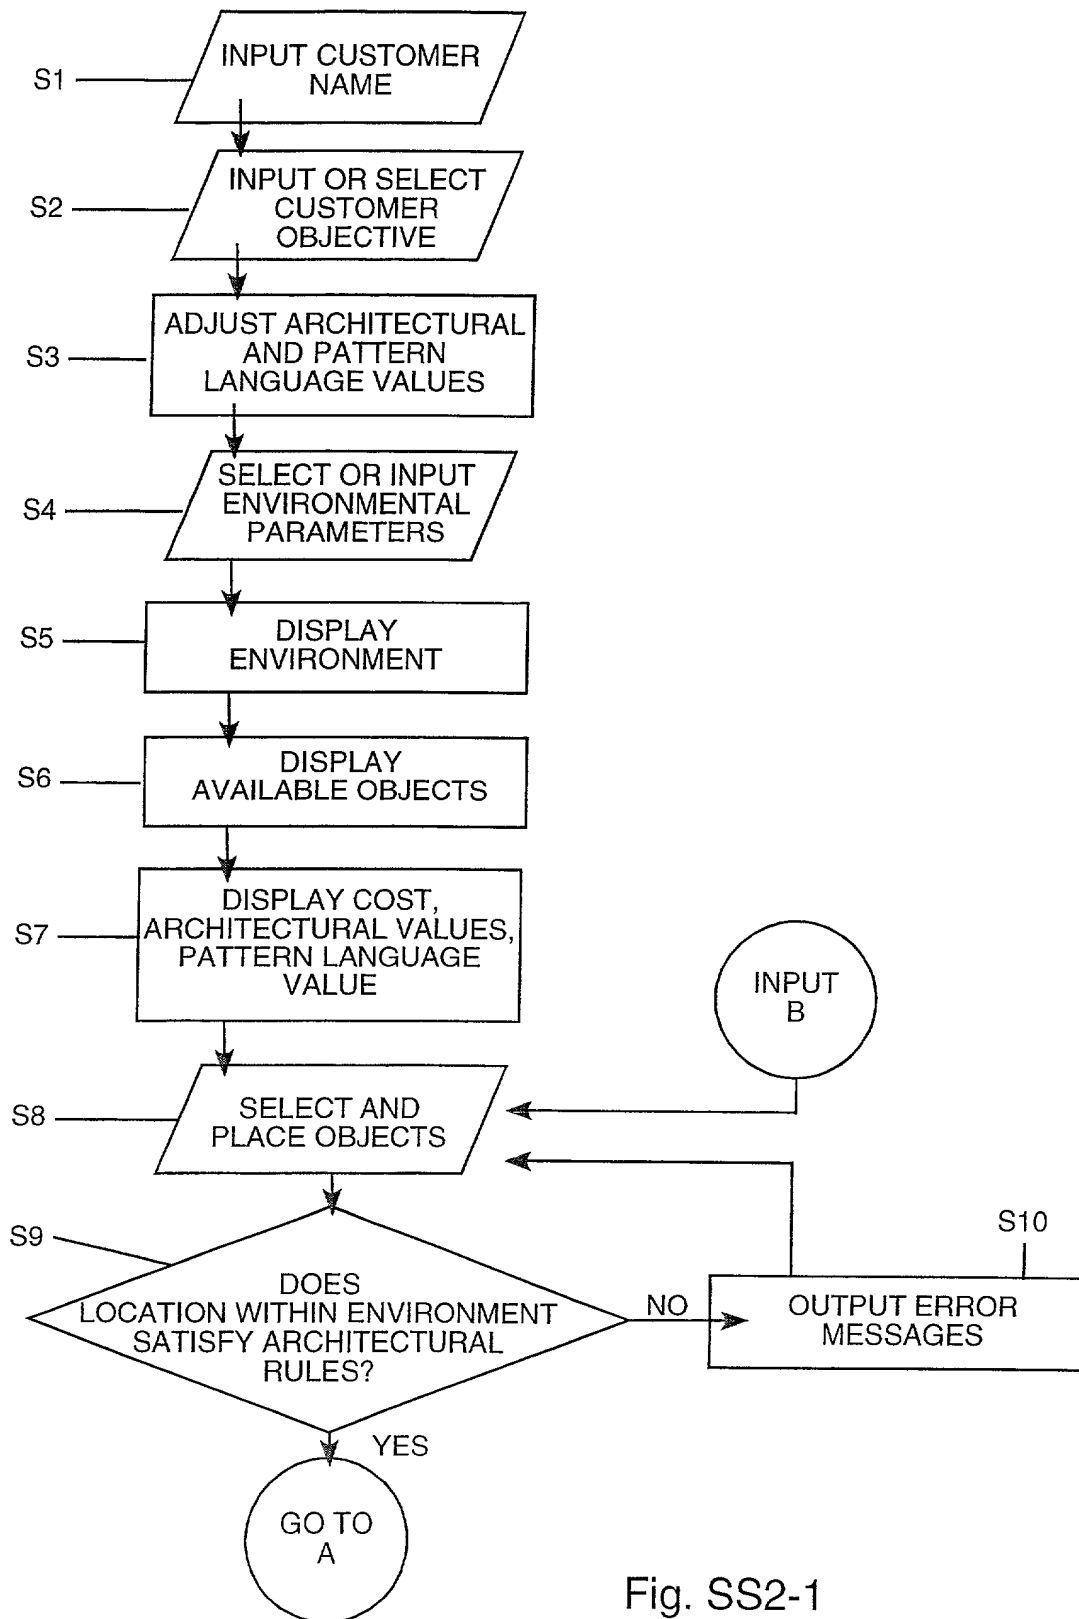 S1
INPUT CUSTOMER
NAME
S2
INPUT OR SELECT
CUSTOMER
OBJECTIVE
S3
ADJUST ARCHITECTURAL
AND PATTERN
LANGUAGE VALUES
S4
SELECT OR INPUT
ENVIRONMENTAL
PARAMETERS
S5
DISPLAY
ENVIRONMENT
S6
DISPLAY
AVAILABLE OBJECTS
S7
DISPLAY COST,
ARCHITECTURAL VALUES,
PATTERN LANGUAGE
VALUE
INPUT
B
S8
SELECT AND
PLACE OBJECTS
S9
DOES
LOCATION WITHIN ENVIRONMENT
SATISFY ARCHITECTURAL
RULES?
NO
S10
OUTPUT ERROR
MESSAGES
YES
GO TO
A
Fig. SS2-1